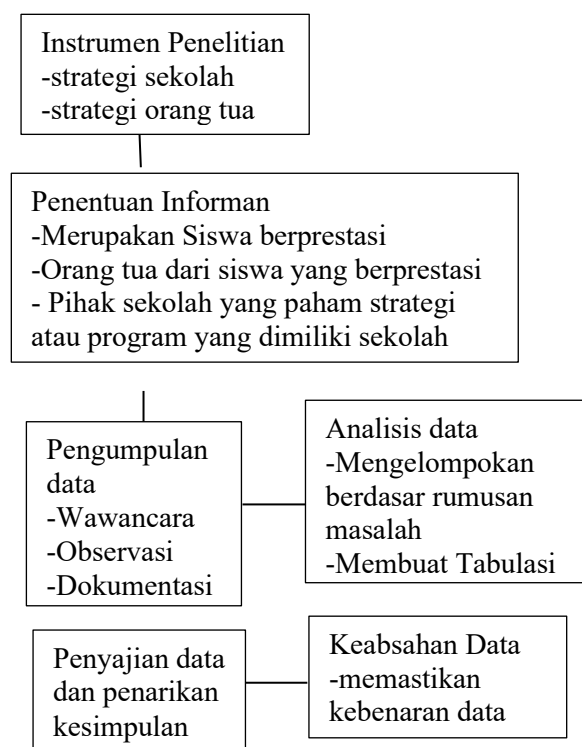 Instrumen Penelitian
-strategi sekolah
-strategi orang tua
Penentuan Informan
-Merupakan Siswa berprestasi
-Orang tua dari siswa yang berprestasi
- Pihak sekolah yang paham strategi
atau program yang dimiliki sekolah
Pengumpulan
data
-Wawancara
-Observasi
-Dokumentasi
Analisis data
-Mengelompokan
berdasar rumusan
masalah
-Membuat Tabulasi
Penyajian data
dan penarikan
kesimpulan
Keabsahan Data
-memastikan
kebenaran data